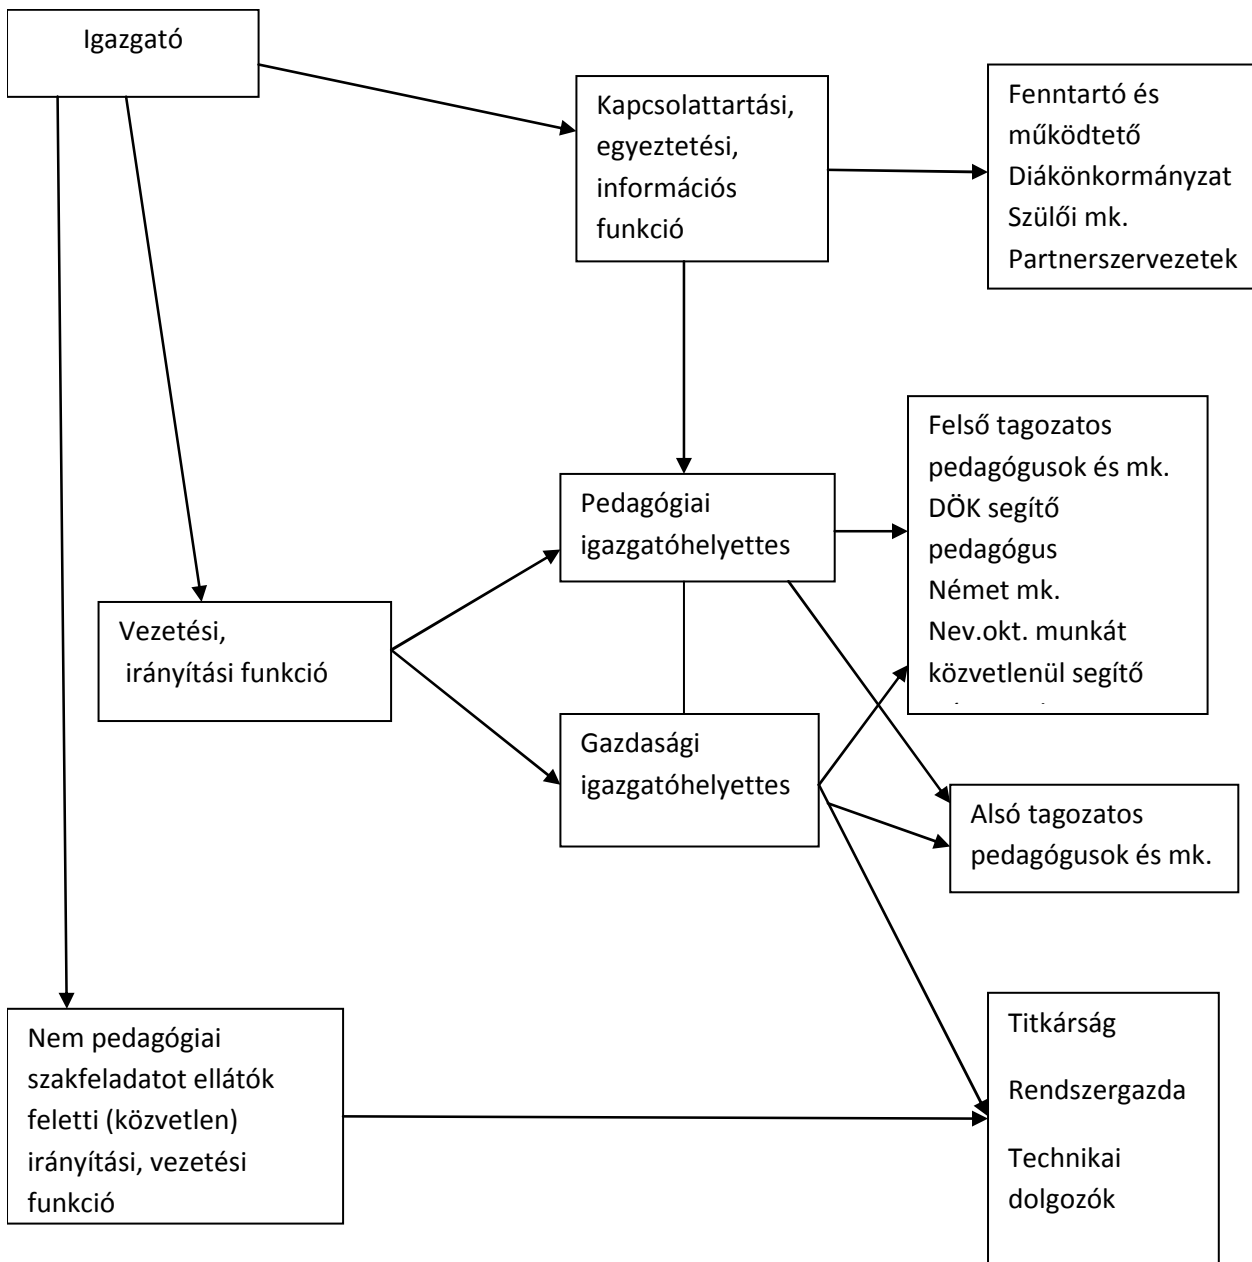 Igazgató
Kapcsolattartási,
egyeztetési,
információs
funkció
Fenntartó és
működtető
Diákönkormányzat
Szülői mk.
Partnerszervezetek
Felső tagozatos
pedagógusok és mk.
DÖK segítő
pedagógus
Német mk.
Nev.okt. munkát
közvetlenül segítő
Pedagógiai
igazgatóhelyettes
Vezetési,
irányítási funkció
Gazdasági
igazgatóhelyettes
Alsó tagozatos
pedagógusok és mk.
Nem pedagógiai
szakfeladatot ellátók
feletti (közvetlen)
irányítási, vezetési
funkció
Titkárság
Rendszergazda
Technikai
dolgozók